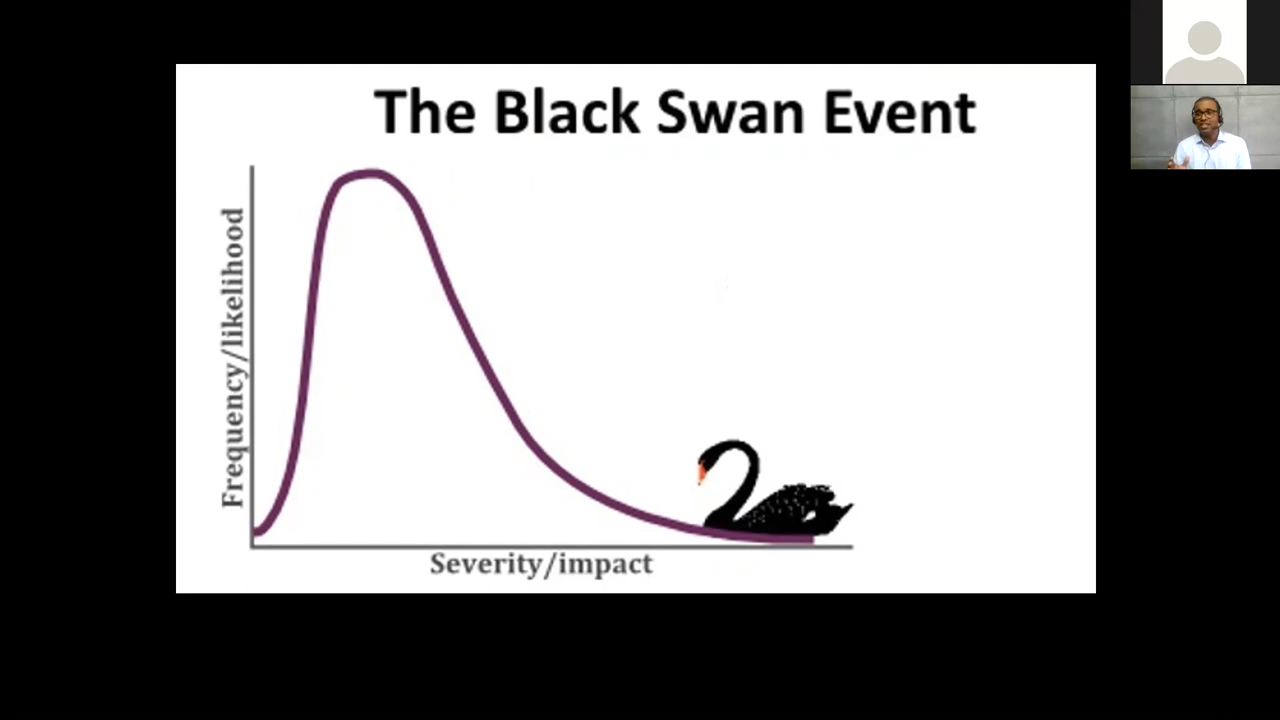 The Black Swan Event
Frequency/likelihood
Severity/impact